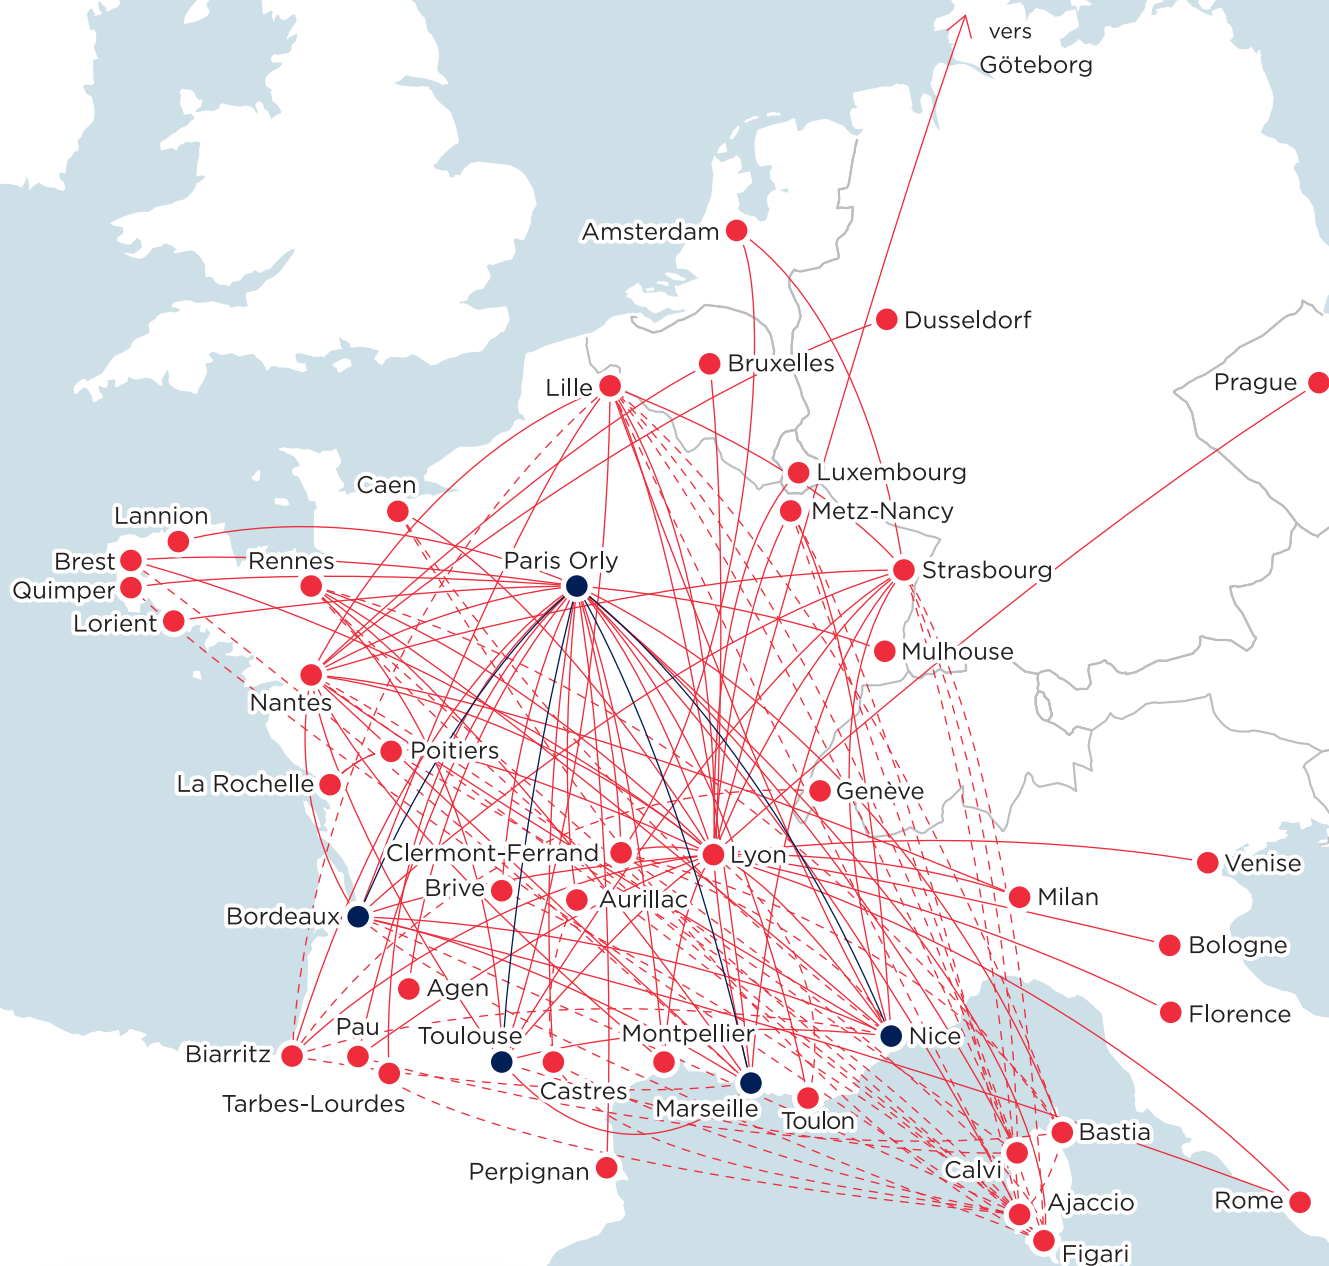 vers
Göteborg
Amsterdam
Dusseldorf
Bruxelles
Prague
Lille
Luxembourg
Caen
Metz-Nancy
Lannion
Brest
Rennes
Paris Orly
Strasbourg
Quimper
Lorient
Mulhouse
Nantes
Poitiers
La Rochelle
Genève
Clermont-Ferrand
Lyon
Venise
Brive
Aurillac
Milan
Bordeaux
Bologne
Agen
Florence
Pau
Toulouse
Montpellier
Nice
Biarritz
Castres
Tarbes-Lourdes
Marseille
Toulon
Bastia
Perpignan
Calvi
Ajaccio
Rome
Figari